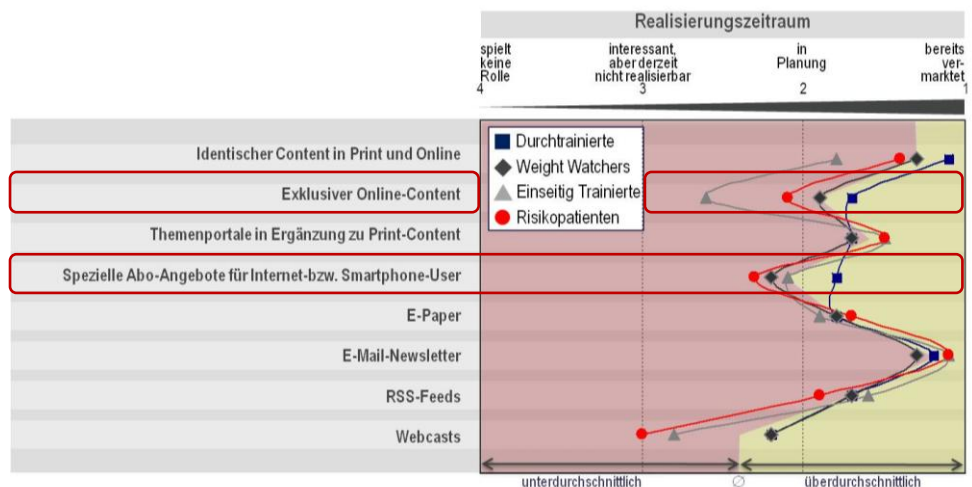 Realisierungszeitraum
spielt
keine
Rolle
4
interessant,
aber derzeit
nicht realisierbar
3
in
Planung
2
bereits
ver-
marktet
1
Durchtrainierte
Weight Watchers
Einseitig Trainierte
Risikopatienten
Identischer Content in Print und Online
Exklusiver Online-Content
Themenportale in Ergänzung zu Print-Content
Spezielle Abo-Angebote für Internet-bzw. Smartphone-User
E-Paper
E-Mail-Newsletter
RSS-Feeds
Webcasts
unterdurchschnittlich
∅
überdurchschnittlich